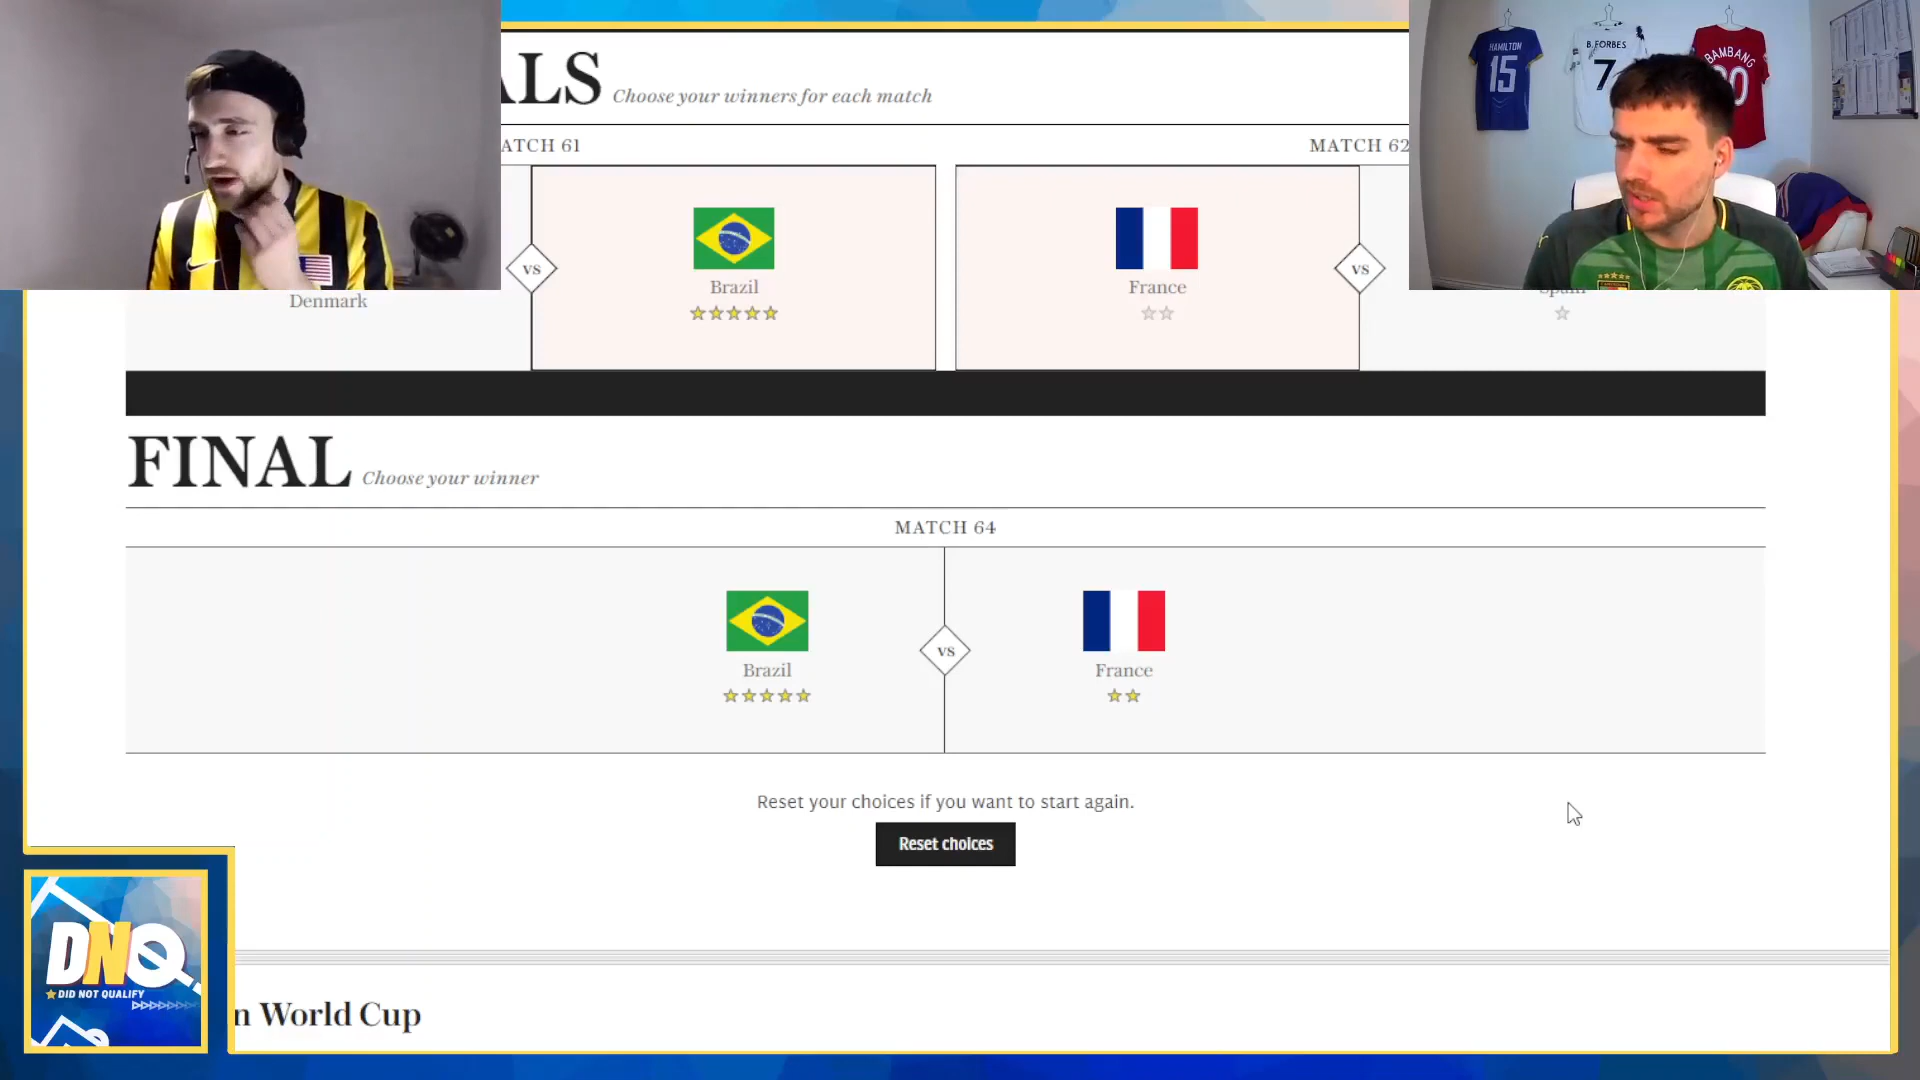 ALS Choose your winners for each match
ATCH 61
MATCH 62
VS
Brazil
France
VS
Denmark
Spain
FINAL Choose your winner
MATCH 64
Brazil
VS
France
Reset your choices if you want to start again.
Reset choices
n World Cup
DNQ
DID NOT QUALIFY
HAMILTON
15
B. FORBES
7
BAMBANG